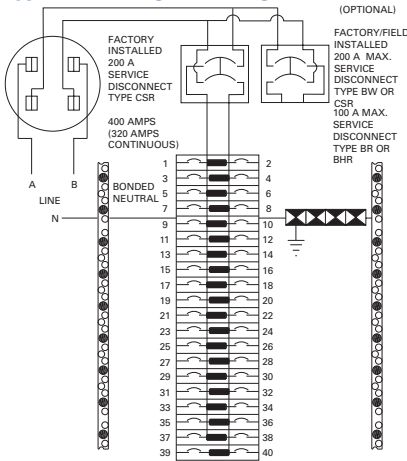 (OPTIONAL)
FACTORY
INSTALLED
200 A
SERVICE
DISCONNECT
TYPE CSR
400 AMPS
(320 AMPS
CONTINUOUS)
FACTORY/FIELD
INSTALLED
200 A MAX.
SERVICE
DISCONNECT
TYPE BW OR
CSR
100 A MAX.
SERVICE
DISCONNECT
TYPE BR OR
BHR
A B
LINE
N
BONDED
NEUTRAL
1 2
3 4
5 6
7 8
9 10
11 12
13 14
15 16
17 18
19 20
21 22
23 24
25 26
27 28
29 30
31 32
33 34
35 36
37 38
39 40